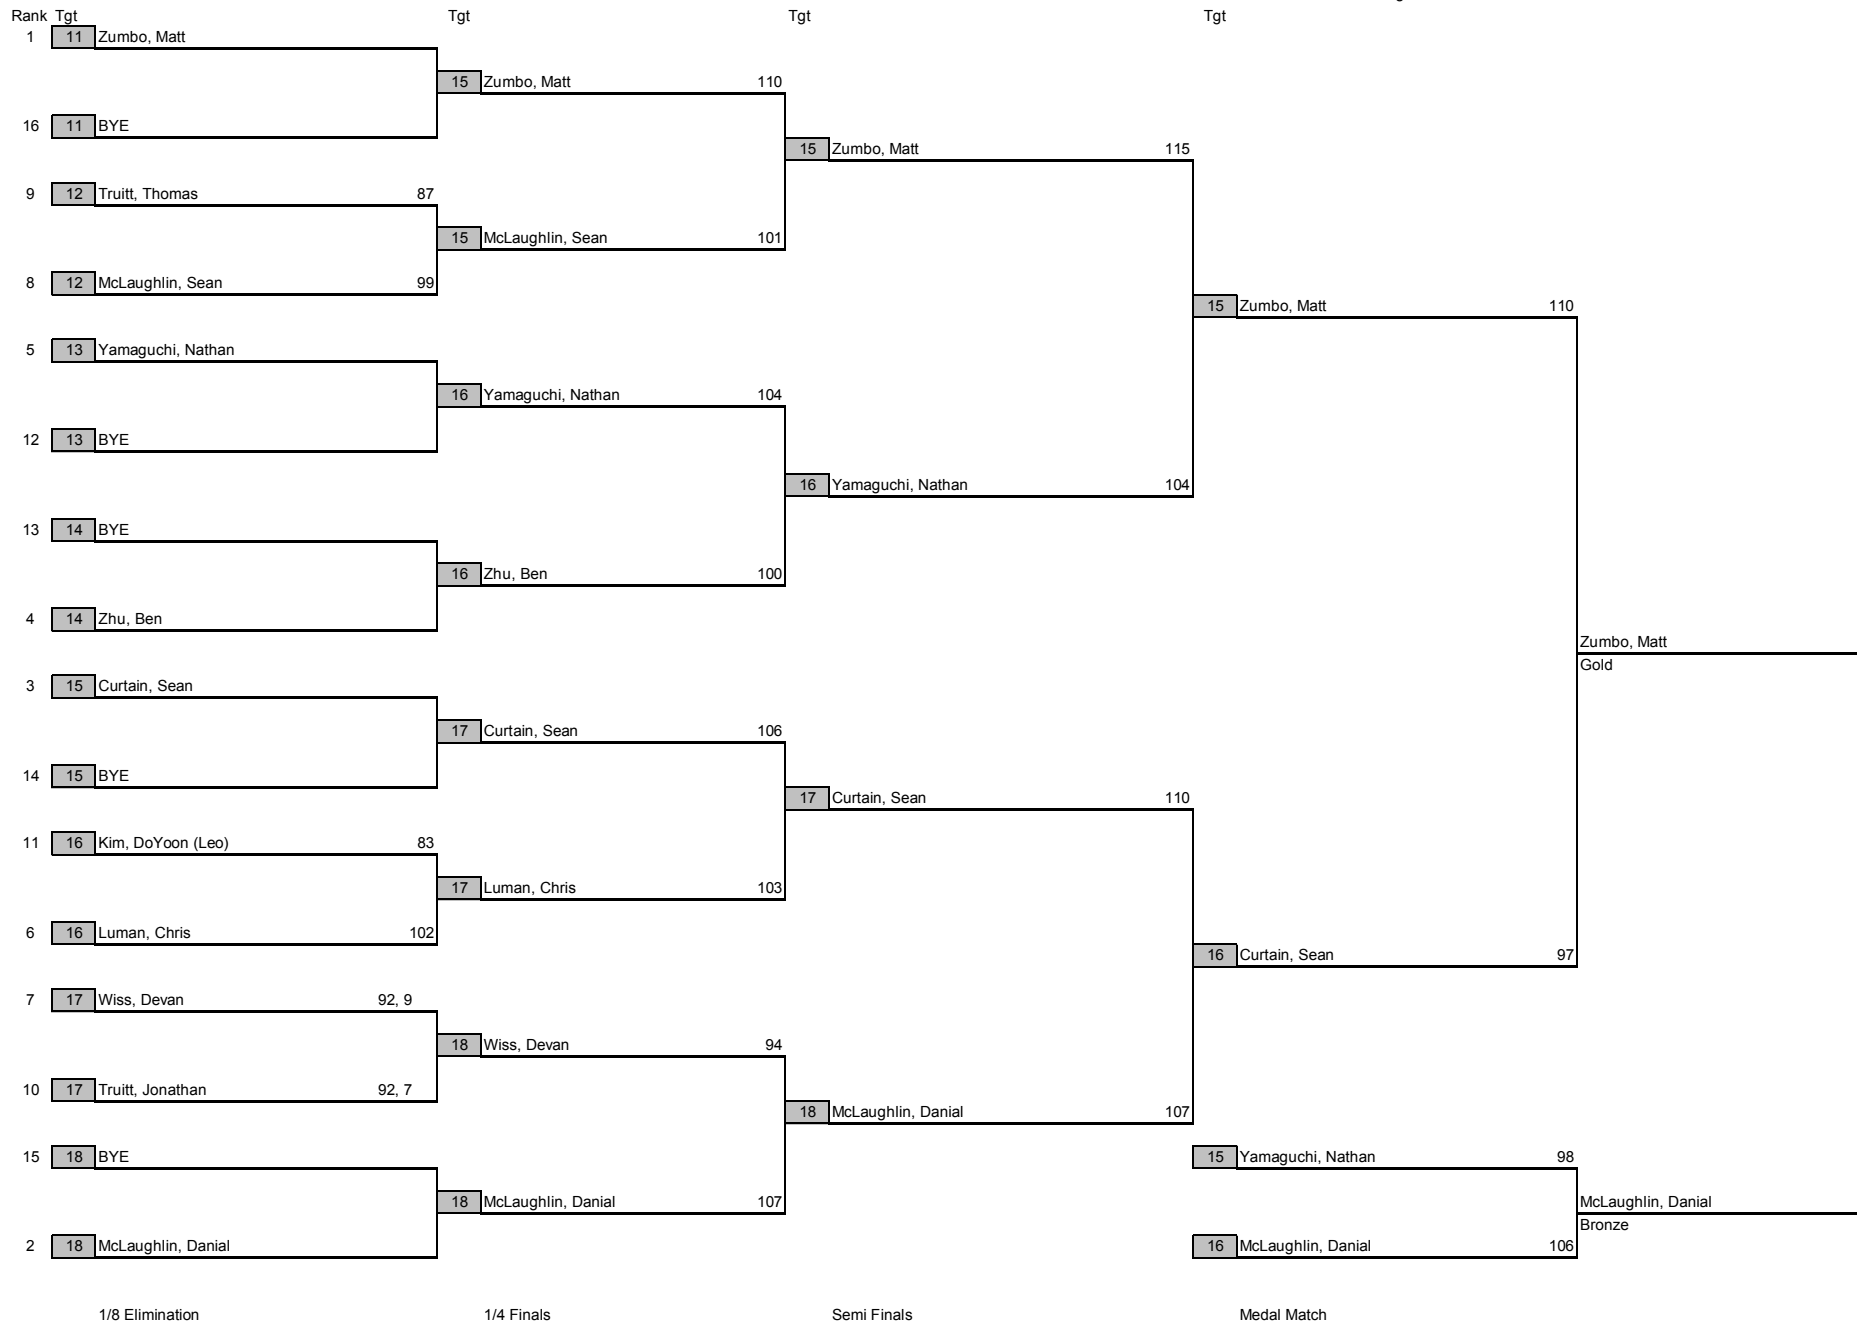 Rank Tgt Tgt Tgt Tgt
1 11 Zumbo, Matt
15 Zumbo, Matt 110
16 11 BYE
15 Zumbo, Matt 115
9 12 Truitt, Thomas 87
15 McLaughlin, Sean 101
8 12 McLaughlin, Sean 99
15 Zumbo, Matt 110
5 13 Yamaguchi, Nathan
16 Yamaguchi, Nathan 104
12 13 BYE
16 Yamaguchi, Nathan 104
13 14 BYE
16 Zhu, Ben 100
4 14 Zhu, Ben
Zumbo, Matt
Gold
3 15 Curtain, Sean
17 Curtain, Sean 106
14 15 BYE
17 Curtain, Sean 110
11 16 Kim, DoYoon (Leo) 83
17 Luman, Chris 103
6 16 Luman, Chris 102
16 Curtain, Sean 97
7 17 Wiss, Devan 92, 9
18 Wiss, Devan 94
10 17 Truitt, Jonathan 92, 7
18 McLaughlin, Danial 107
15 18 BYE 15 Yamaguchi, Nathan 98
18 McLaughlin, Danial 107 McLaughlin, Danial
Bronze
2 18 McLaughlin, Danial 16 McLaughlin, Danial 106
1/8 Elimination 1/4 Finals Semi Finals Medal Match